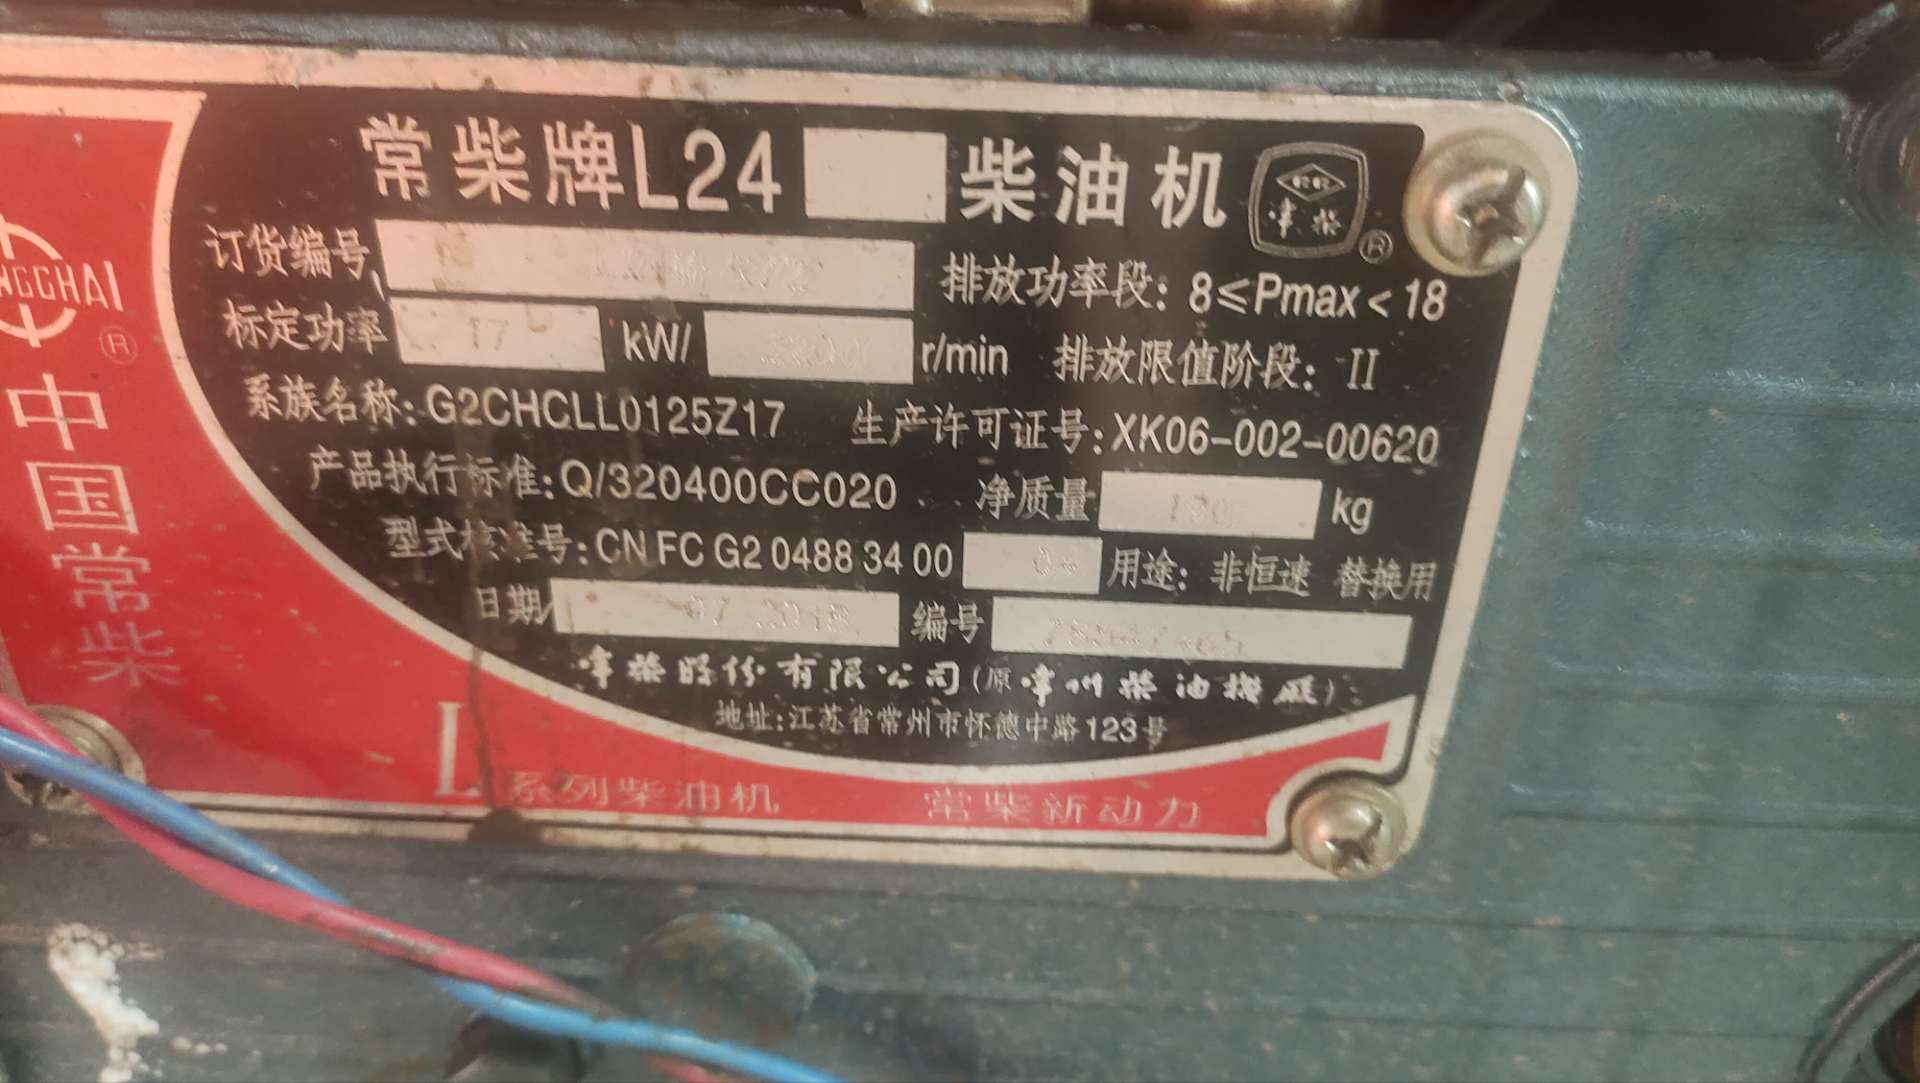 常柴牌L24 柴油机
常柴
®
订货编号
排放功率段: 8≤Pmax<18
标定功率 17 kW/ r/min 排放限值阶段: II
系族名称: G2CHCLL0125Z17 生产许可证号: XK06-002-00620
产品执行标准: Q/320400CC020 净质量 kg
型式核准号: CN FC G2 0488 34 00 用途: 非恒速 替换用
日期 编号
常柴股份有限公司(原常州柴油机厂)
地址:江苏省常州市怀德中路123号
NGGHAI
®
中国常柴
L系列柴油机 常柴新动力